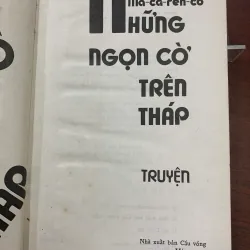 Ma-ca-ren-cô
NHỮNG
NGỌN CỜ
TRÊN
THÁP
TRUYỆN
Nhà xuất bản Cầu vồng